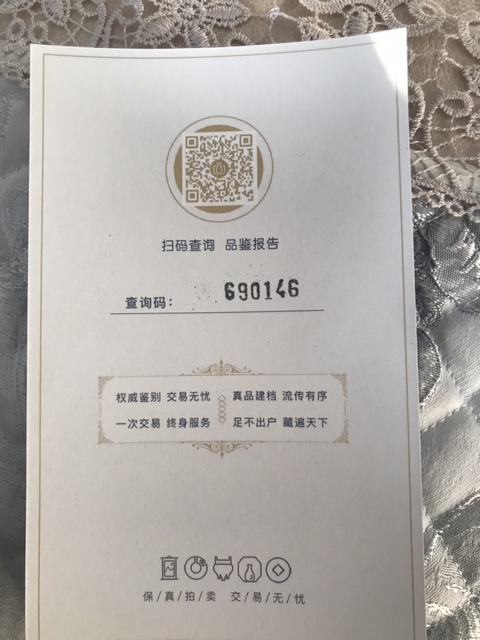 扫码查询 品鉴报告
查询码: 690146
权威鉴别 交易无忧 真品建档 流传有序
一次交易 终身服务 足不出户 藏遍天下
保/真/拍/卖 交/易/无/忧